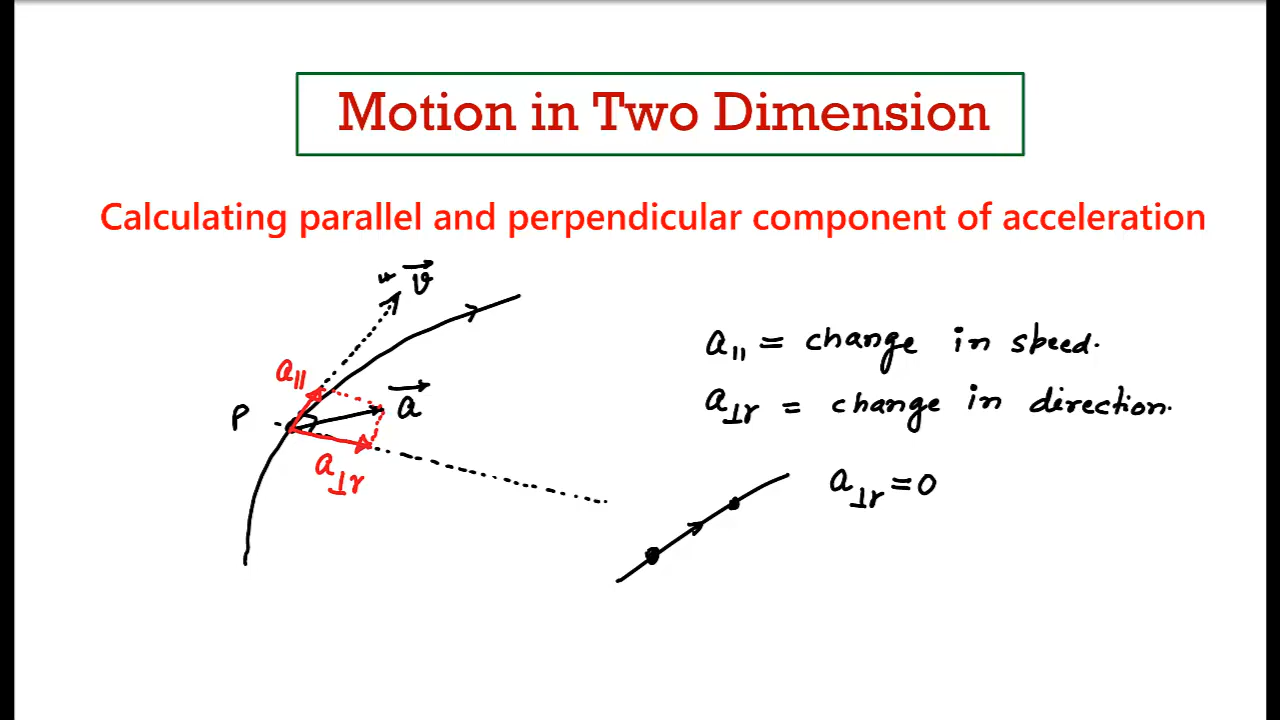 Motion in Two Dimension
Calculating parallel and perpendicular component of acceleration
v
a||
P
a
a⊥r
a|| = change in speed.
a⊥r = change in direction.
a⊥r = 0